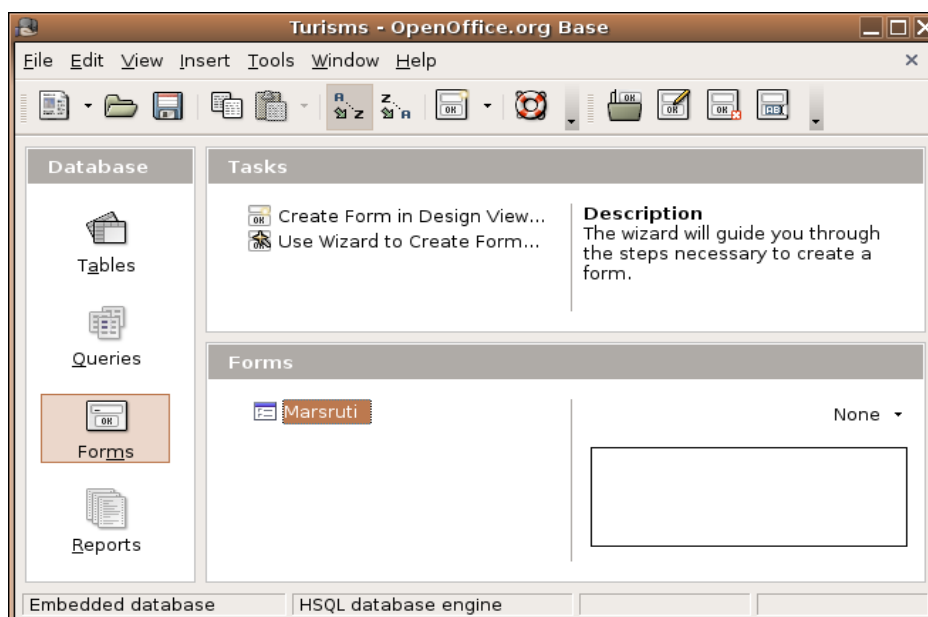 Turisms - OpenOffice.org Base
File Edit View Insert Tools Window Help
Database
Tables
Queries
Forms
Reports
Tasks
Create Form in Design View...
Use Wizard to Create Form...
Description
The wizard will guide you through
the steps necessary to create a
form.
Forms
Marsruti
None
Embedded database
HSQL database engine